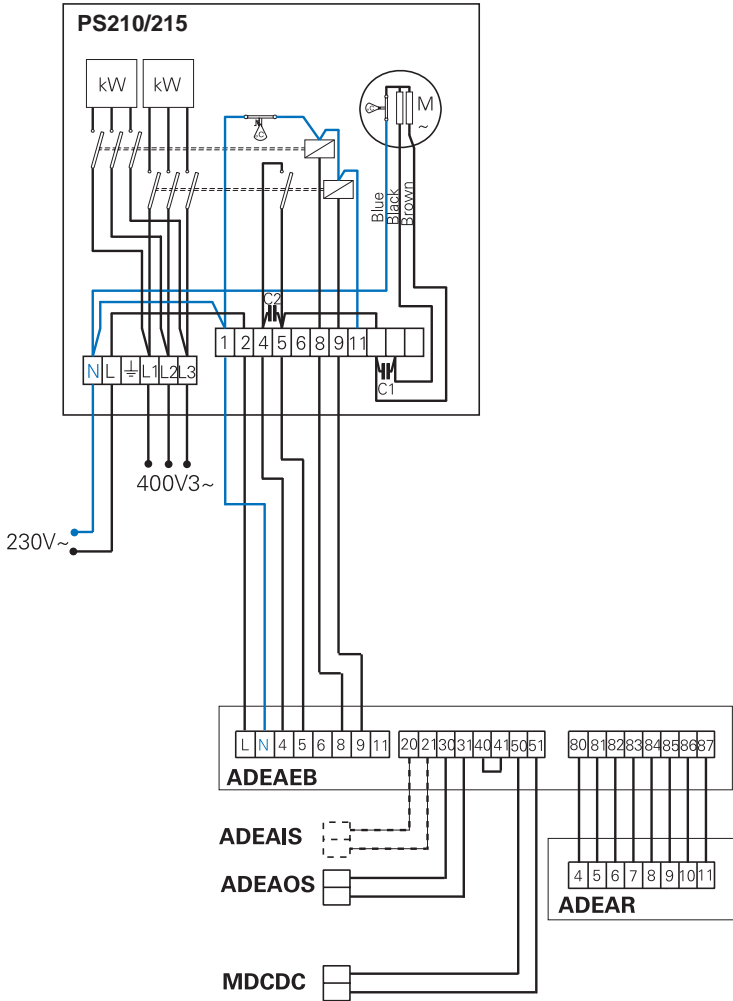 PS210/215
kW kW
°C
°C M
~
Blue
Black
Brown
C2
1 2 4 5 6 8 9 11
N L L1 L2 L3
C1
400V3~
230V~
L N 4 5 6 8 9 11 20 21 30 31 40 41 50 51 80 81 82 83 84 85 86 87
ADEAEB
ADEAIS
ADEAOS
4 5 6 7 8 9 10 11
ADEAR
MDCDC